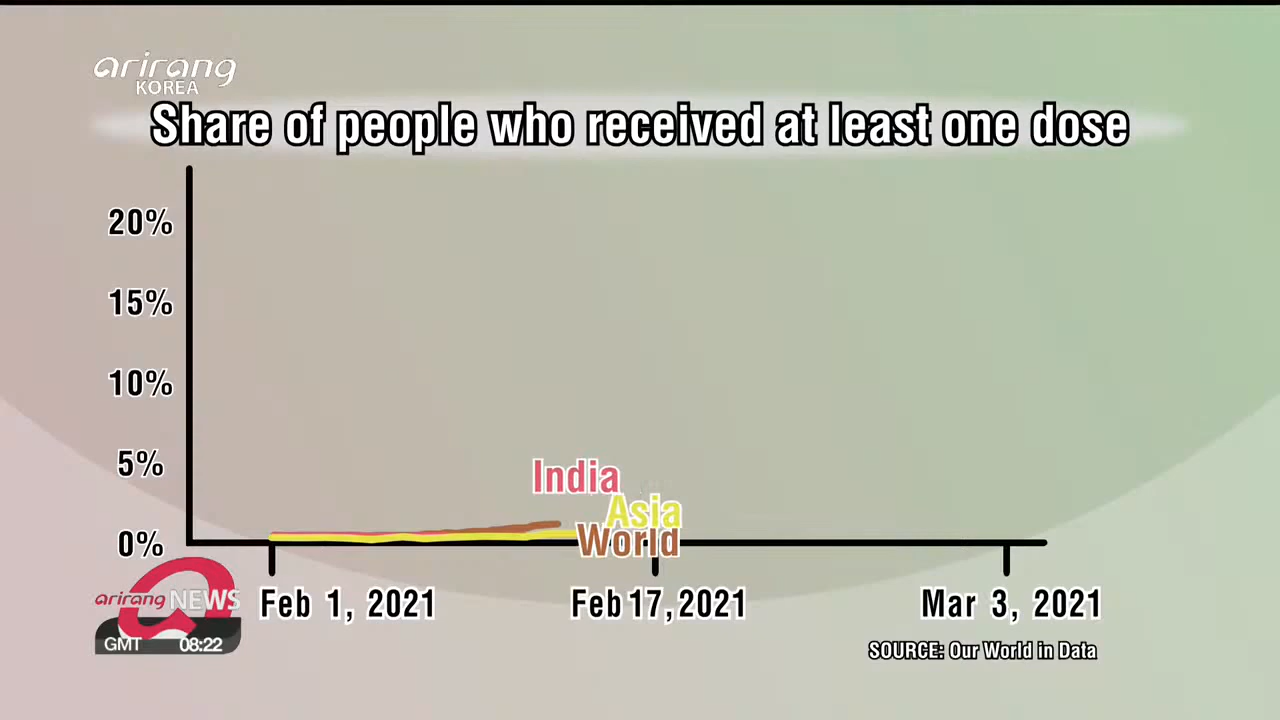 arirang
KOREA
Share of people who received at least one dose
20%
15%
10%
5%
India
Asia
0%
World
Feb 1, 2021
Feb 17, 2021
Mar 3, 2021
arirang NEWS
GMT 08:22
SOURCE: Our World in Data